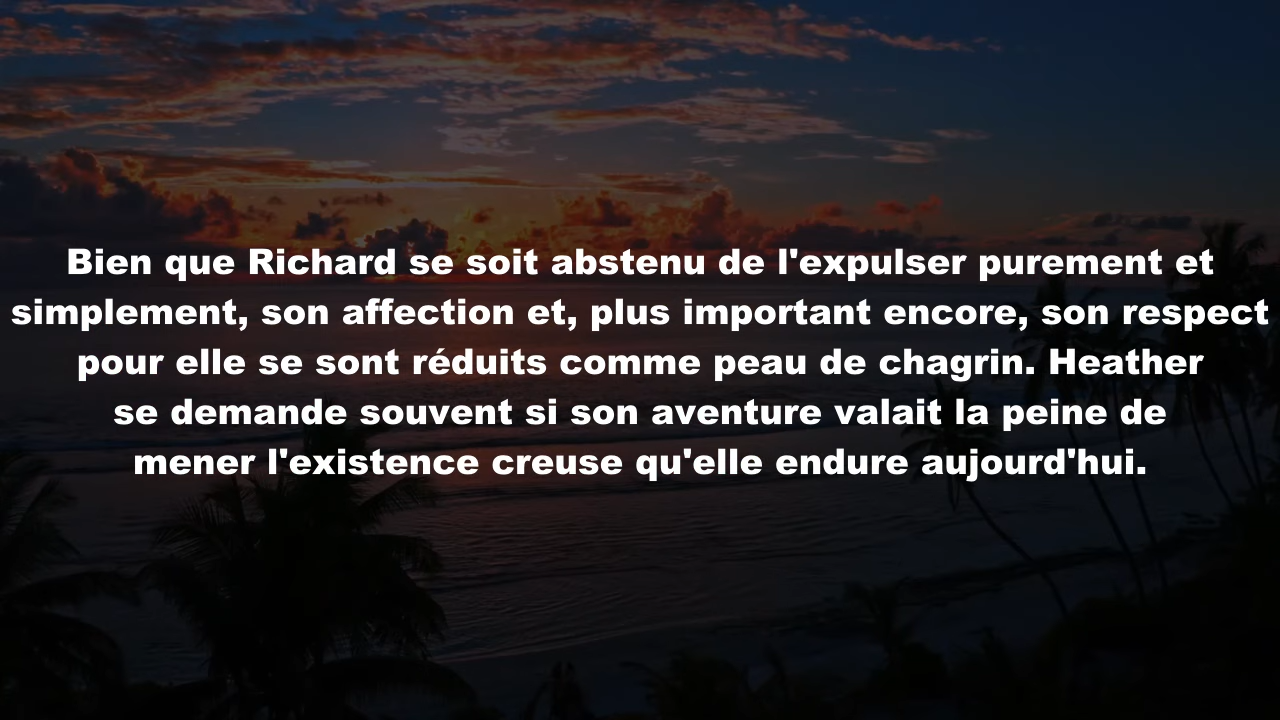 Bien que Richard se soit abstenu de l'expulser purement et
simplement, son affection et, plus important encore, son respect
pour elle se sont réduits comme peau de chagrin. Heather
se demande souvent si son aventure valait la peine de
mener l'existence creuse qu'elle endure aujourd'hui.